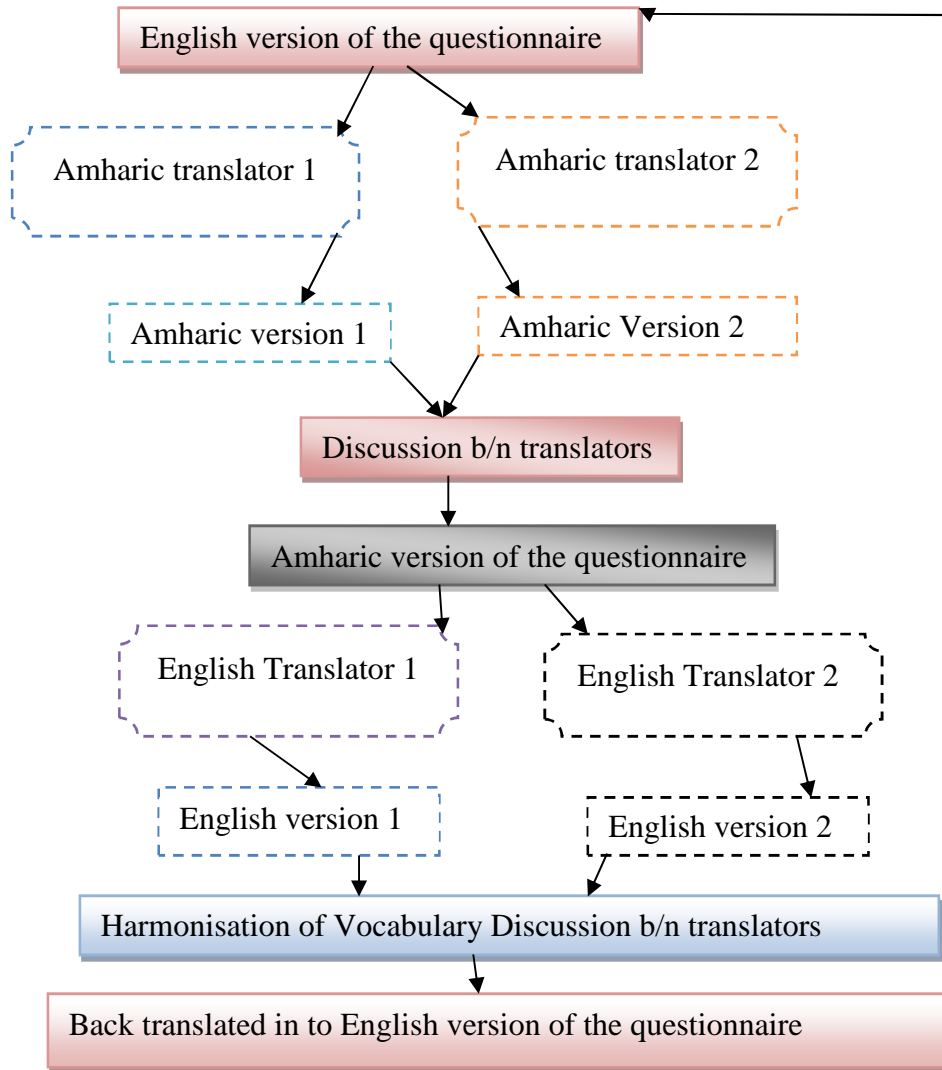 English version of the questionnaire
Amharic translator 1
Amharic translator 2
Amharic version 1
Amharic Version 2
Discussion b/n translators
Amharic version of the questionnaire
English Translator 1
English Translator 2
English version 1
English version 2
Harmonisation of Vocabulary Discussion b/n translators
Back translated in to English version of the questionnaire